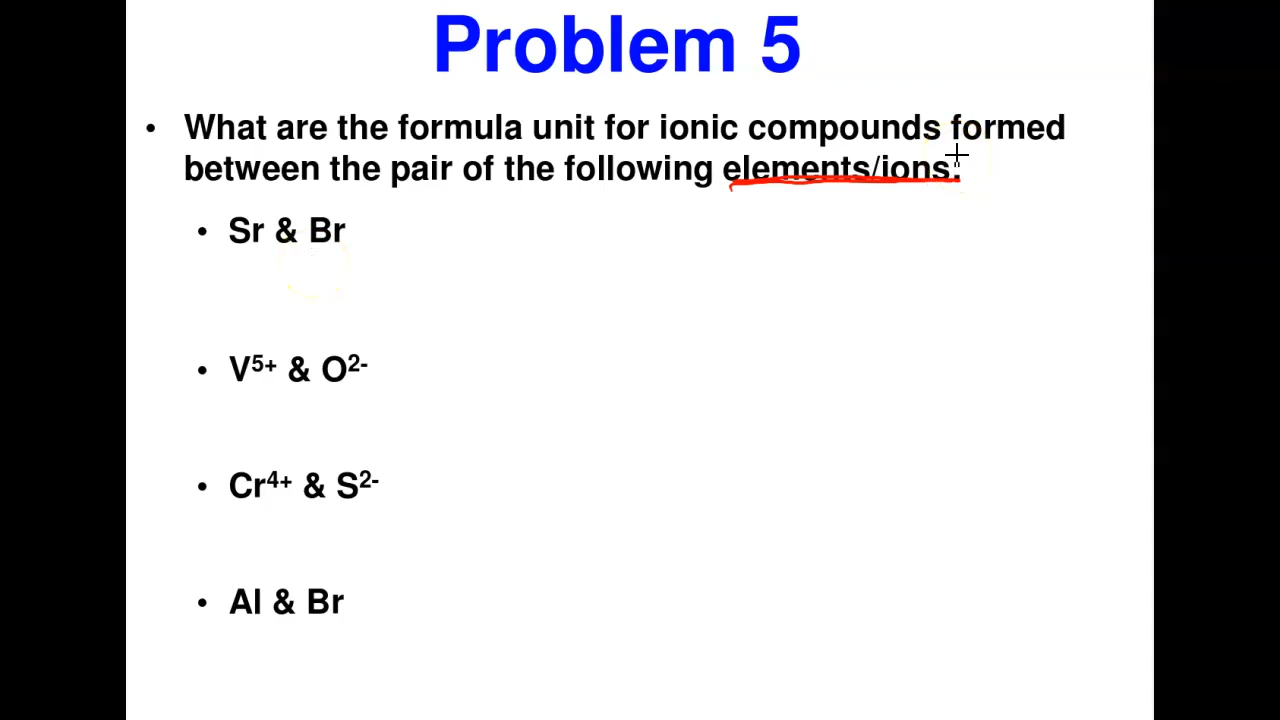 Problem 5
• What are the formula unit for ionic compounds formed
between the pair of the following elements/ions:
• Sr & Br
• V⁵⁺ & O²⁻
• Cr⁴⁺ & S²⁻
• Al & Br